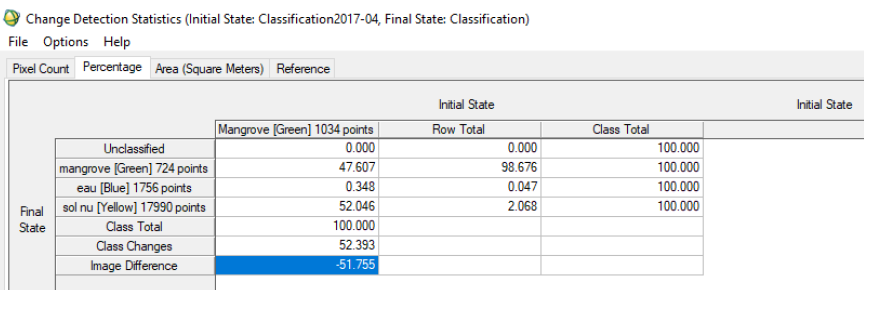 Change Detection Statistics (Initial State: Classification2017-04, Final State: Classification)
File Options Help
Pixel Count Percentage Area (Square Meters) Reference
Initial State Initial State
Mangrove [Green] 1034 points Row Total Class Total
Unclassified 0.000 0.000 100.000
mangrove [Green] 724 points 47.607 98.676 100.000
eau [Blue] 1756 points 0.348 0.047 100.000
Final State
sol nu [Yellow] 17990 points 52.046 2.068 100.000
Class Total 100.000
Class Changes 52.393
Image Difference -51.755